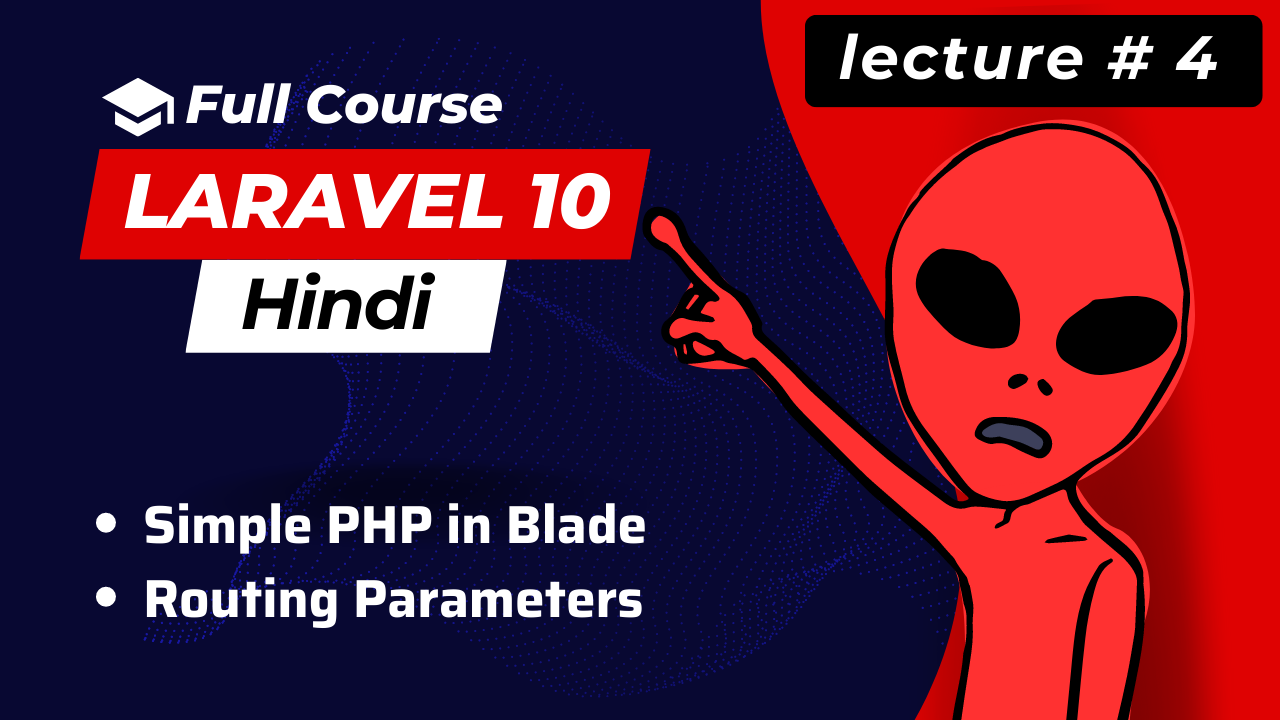 lecture # 4
Full Course
LARAVEL 10
Hindi
• Simple PHP in Blade
• Routing Parameters